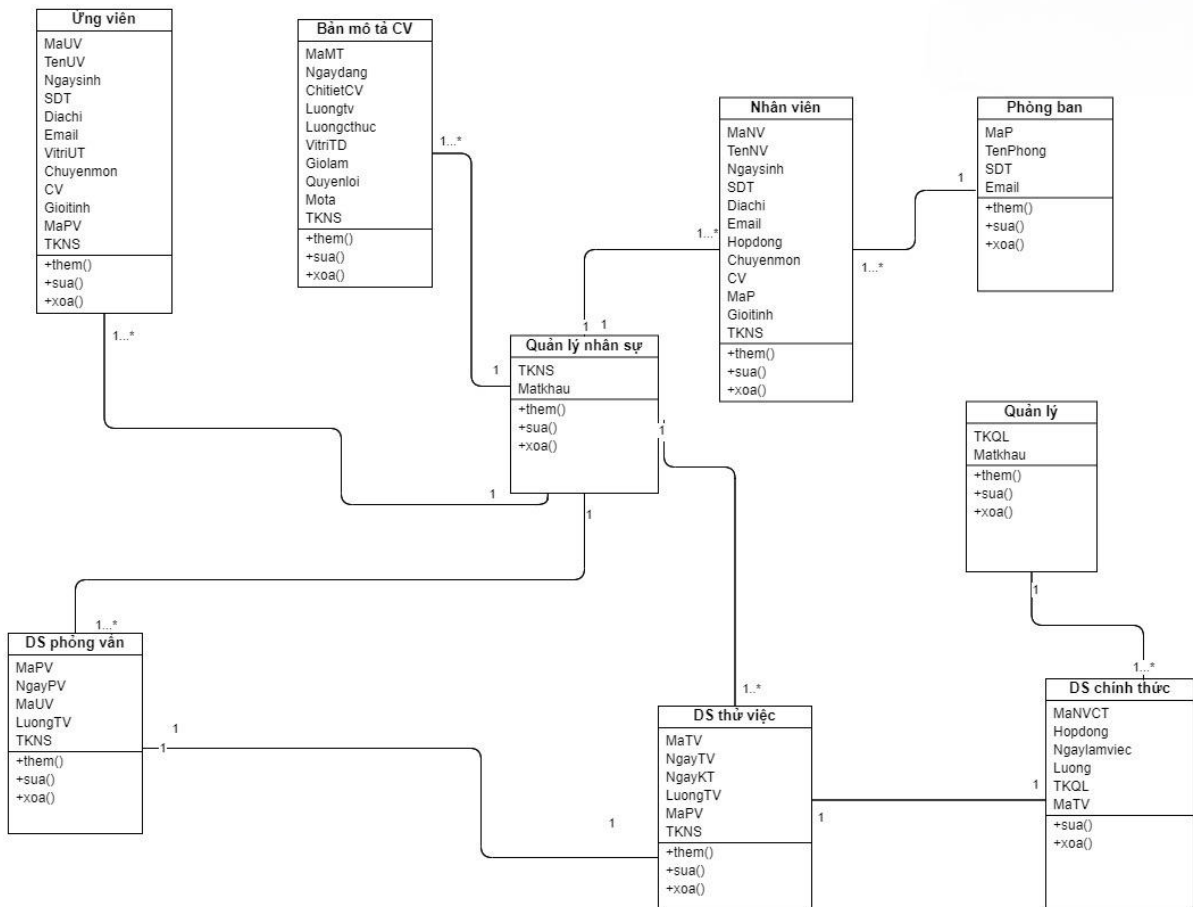 Ứng viên
MaUV
TenUV
Ngaysinh
SDT
Diachi
Email
VitriUT
Chuyenmon
CV
Gioitinh
MaPV
TKNS
+them()
+sua()
+xoa()
1...*
Bản mô tả CV
MaMT
Ngaydang
ChitietCV
Luongtv
Luongcthuc
VitriTD
Giolam
Quyenloi
Mota
TKNS
+them()
+sua()
+xoa()
1...*
Nhân viên
MaNV
TenNV
Ngaysinh
SDT
Diachi
Email
Hopdong
Chuyenmon
CV
MaP
Gioitinh
TKNS
+them()
+sua()
+xoa()
1...*
1...*
Phòng ban
MaP
TenPhong
SDT
Email
+them()
+sua()
+xoa()
1
Quản lý nhân sự
TKNS
Matkhau
+them()
+sua()
+xoa()
1
1
1
1
1
1
Quản lý
TKQL
Matkhau
+them()
+sua()
+xoa()
1
DS phỏng vấn
MaPV
NgayPV
MaUV
LuongTV
TKNS
+them()
+sua()
+xoa()
1...*
1
1
DS thử việc
MaTV
NgayTV
NgayKT
LuongTV
MaPV
TKNS
+them()
+sua()
+xoa()
1..*
1
1
DS chính thức
MaNVCT
Hopdong
Ngaylamviec
Luong
TKQL
MaTV
+sua()
+xoa()
1...*
1